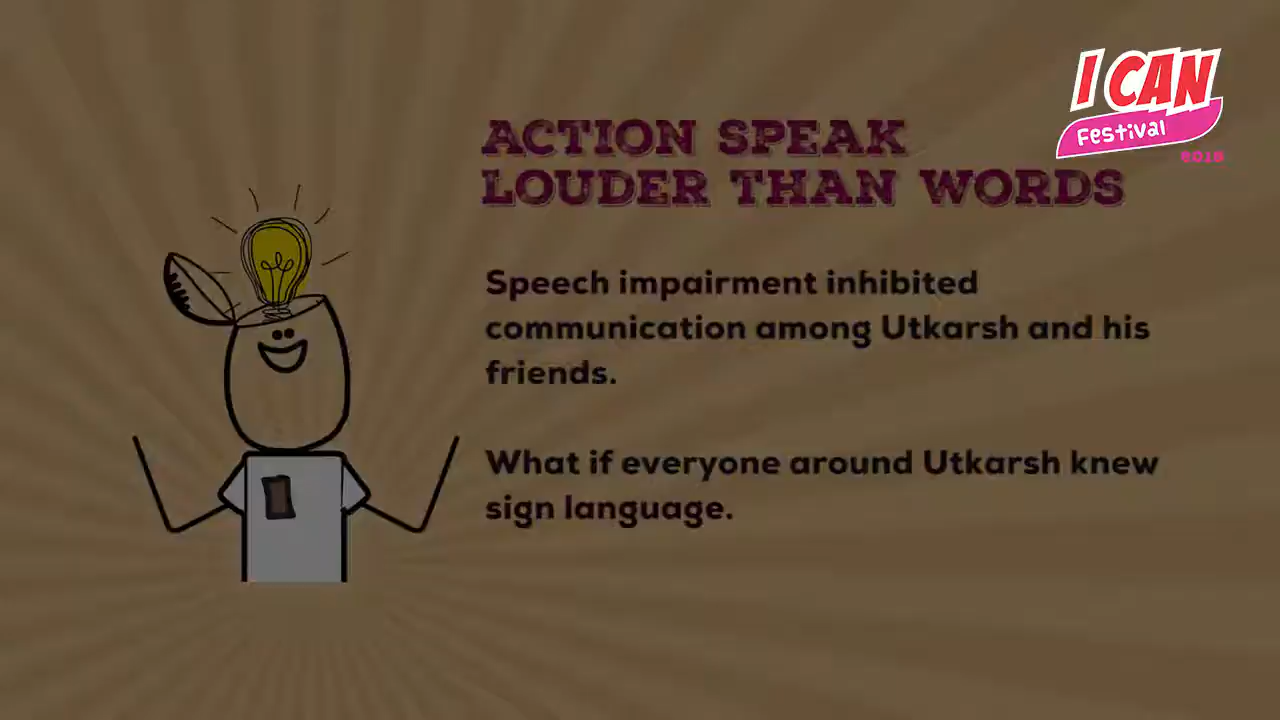 I CAN
Festival
2018
ACTION SPEAK
LOUDER THAN WORDS
Speech impairment inhibited
communication among Utkarsh and his
friends.
What if everyone around Utkarsh knew
sign language.